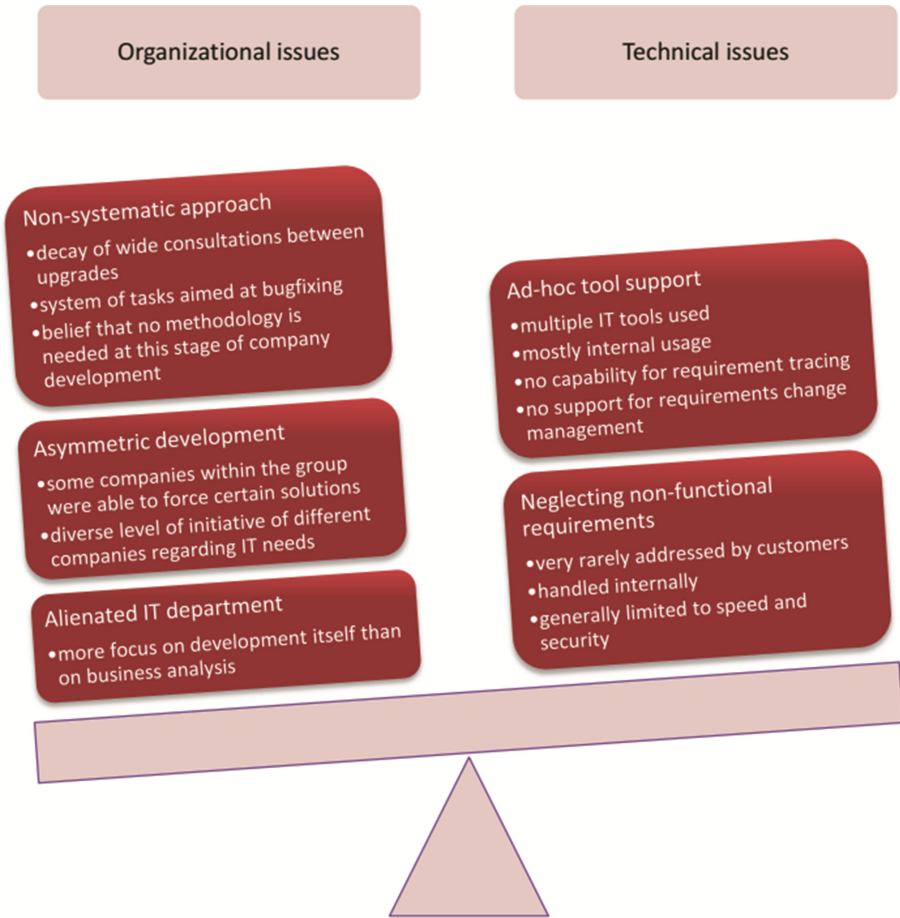 Organizational issues
Technical issues
Non-systematic approach
•decay of wide consultations between
upgrades
•system of tasks aimed at bugfixing
•belief that no methodology is
needed at this stage of company
development
Asymmetric development
•some companies within the group
were able to force certain solutions
•diverse level of initiative of different
companies regarding IT needs
Alienated IT department
•more focus on development itself than
on business analysis
Ad-hoc tool support
•multiple IT tools used
•mostly internal usage
•no capability for requirement tracing
•no support for requirements change
management
Neglecting non-functional
requirements
•very rarely addressed by customers
•handled internally
•generally limited to speed and
security